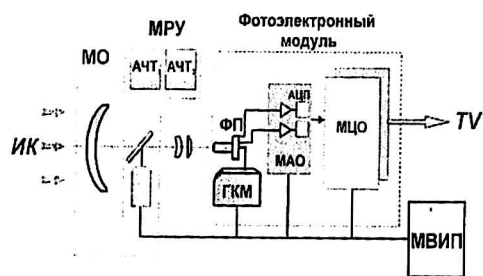 Фотоэлектронный
модуль
МРУ
МО
АЧТ АЧТ
АЦП
ФП
МЦО
TV
ИК
МАО
ГКМ
МВИП